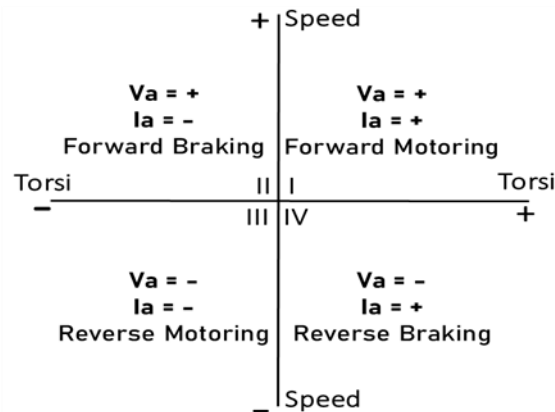 + Speed
Va = +
Ia = -
Forward Braking
Va = +
Ia = +
Forward Motoring
Torsi
-
II I
Torsi
+
III IV
Va = -
Ia = -
Reverse Motoring
Va = -
Ia = +
Reverse Braking
- Speed